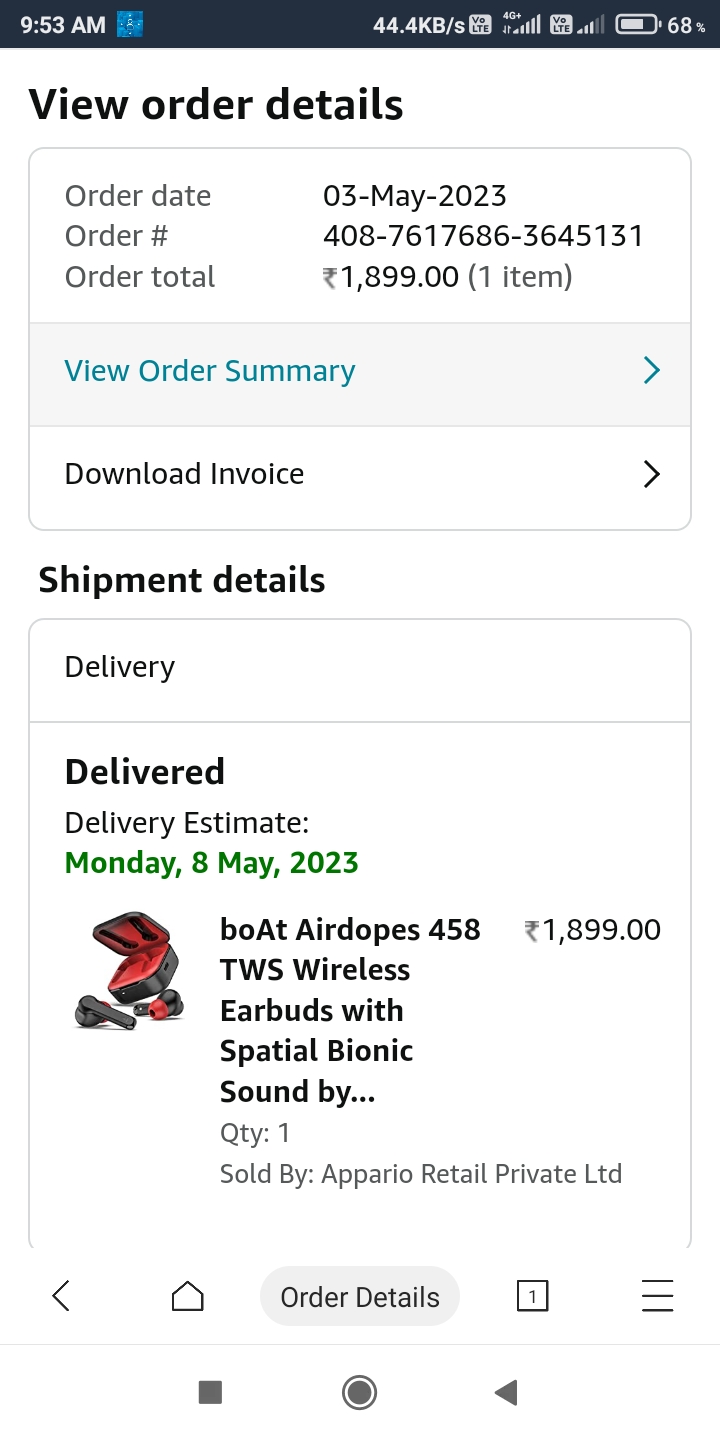 9:53 AM 44.4KB/s Vo LTE 4G+ Vo LTE 68 %
View order details
Order date 03-May-2023
Order # 408-7617686-3645131
Order total ₹1,899.00 (1 item)
View Order Summary
Download Invoice
Shipment details
Delivery
Delivered
Delivery Estimate:
Monday, 8 May, 2023
boAt Airdopes 458 ₹1,899.00
TWS Wireless
Earbuds with
Spatial Bionic
Sound by...
Qty: 1
Sold By: Appario Retail Private Ltd
Order Details 1